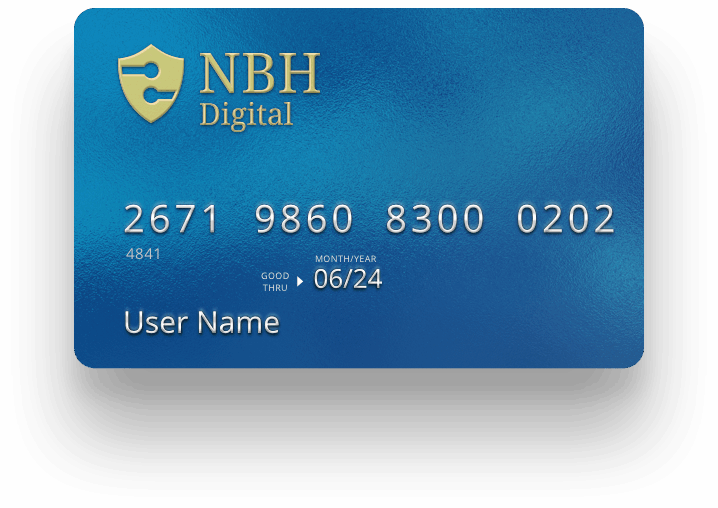 NBH
Digital
2671 9860 8300 0202
4841
MONTH/YEAR
GOOD
THRU
06/24
User Name